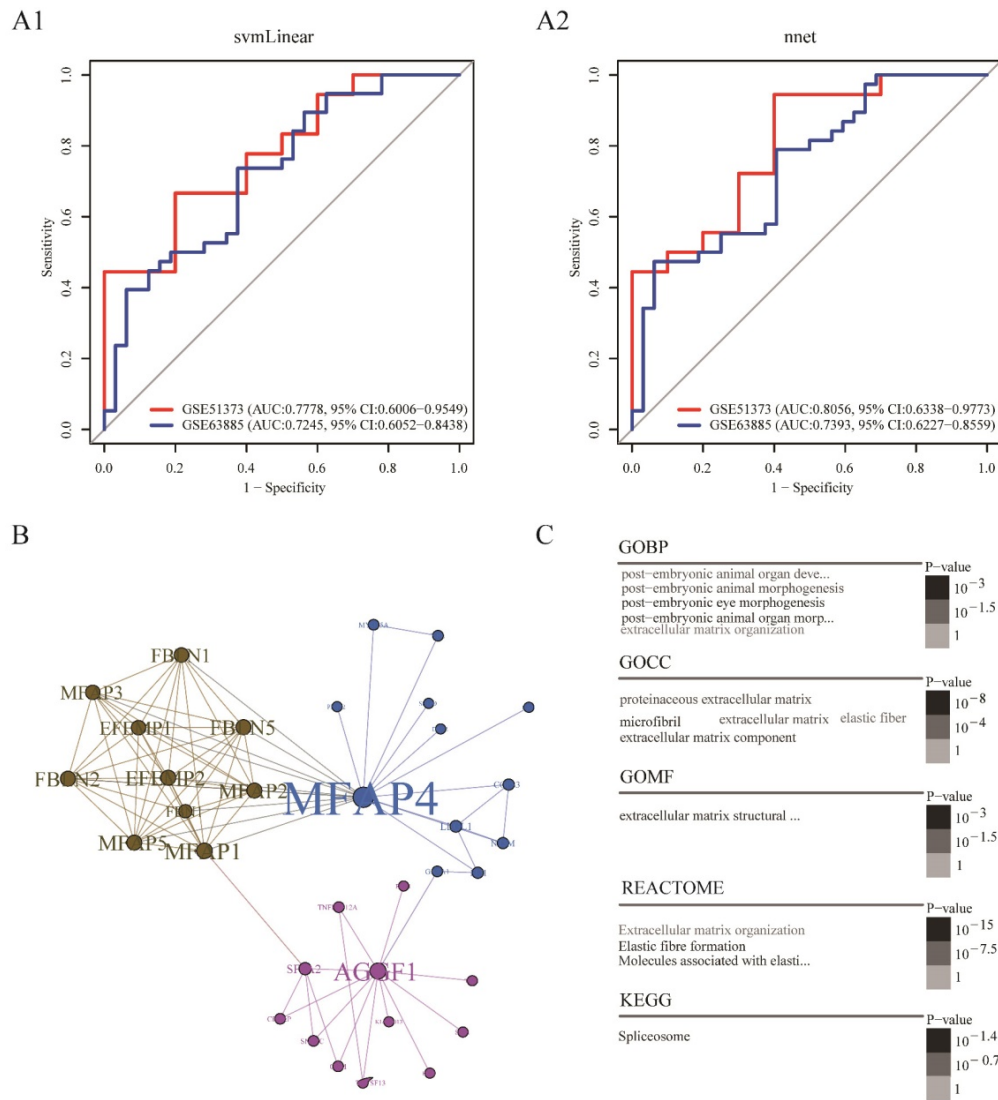 A1
svmLinear
Sensitivity
0.0 0.2 0.4 0.6 0.8 1.0
GSE51373 (AUC:0.7778, 95% CI:0.6006−0.9549)
GSE63885 (AUC:0.7245, 95% CI:0.6052−0.8438)
0.0 0.2 0.4 0.6 0.8 1.0
1 − Specificity
A2
nnet
Sensitivity
0.0 0.2 0.4 0.6 0.8 1.0
GSE51373 (AUC:0.8056, 95% CI:0.6338−0.9773)
GSE63885 (AUC:0.7393, 95% CI:0.6227−0.8559)
0.0 0.2 0.4 0.6 0.8 1.0
1 − Specificity
B
FBLN1
MFAP3
EFEMP1
FBLN5
FBLN2
EFEMP2
MFAP2
MFAP4
MFAP5
MFAP1
AGGF1
C
GOBP
P-value
post-embryonic animal organ deve...
post-embryonic animal morphogenesis
post-embryonic eye morphogenesis
post-embryonic animal organ morp...
extracellular matrix organization
10^-3
10^-1.5
1
GOCC
P-value
proteinaceous extracellular matrix
microfibril extracellular matrix elastic fiber
extracellular matrix component
10^-8
10^-4
1
GOMF
P-value
extracellular matrix structural ...
10^-3
10^-1.5
1
REACTOME
P-value
Extracellular matrix organization
Elastic fibre formation
Molecules associated with elasti...
10^-15
10^-7.5
1
KEGG
P-value
Spliceosome
10^-1.4
10^-0.7
1